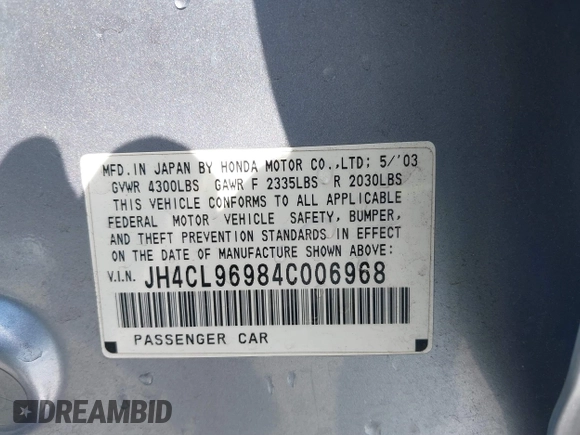 MFD. IN JAPAN BY HONDA MOTOR CO.,LTD; 5/'03
GVWR 4300LBS GAWR F 2335LBS R 2030LBS
THIS VEHICLE CONFORMS TO ALL APPLICABLE
FEDERAL MOTOR VEHICLE SAFETY, BUMPER,
AND THEFT PREVENTION STANDARDS IN EFFECT
ON THE DATE OF MANUFACTURE SHOWN ABOVE:
V.I.N. JH4CL96984C006968
PASSENGER CAR
DREAMBID